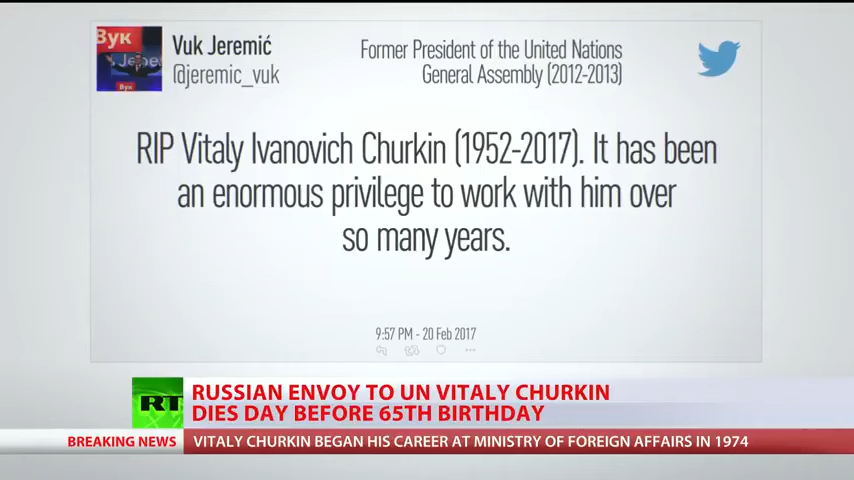 Вук
Jere
Вук
Vuk Jeremić
@jeremic_vuk
Former President of the United Nations
General Assembly (2012-2013)
RIP Vitaly Ivanovich Churkin (1952-2017). It has been
an enormous privilege to work with him over
so many years.
9:57 PM - 20 Feb 2017
RT
RUSSIAN ENVOY TO UN VITALY CHURKIN
DIES DAY BEFORE 65TH BIRTHDAY
BREAKING NEWS
VITALY CHURKIN BEGAN HIS CAREER AT MINISTRY OF FOREIGN AFFAIRS IN 1974